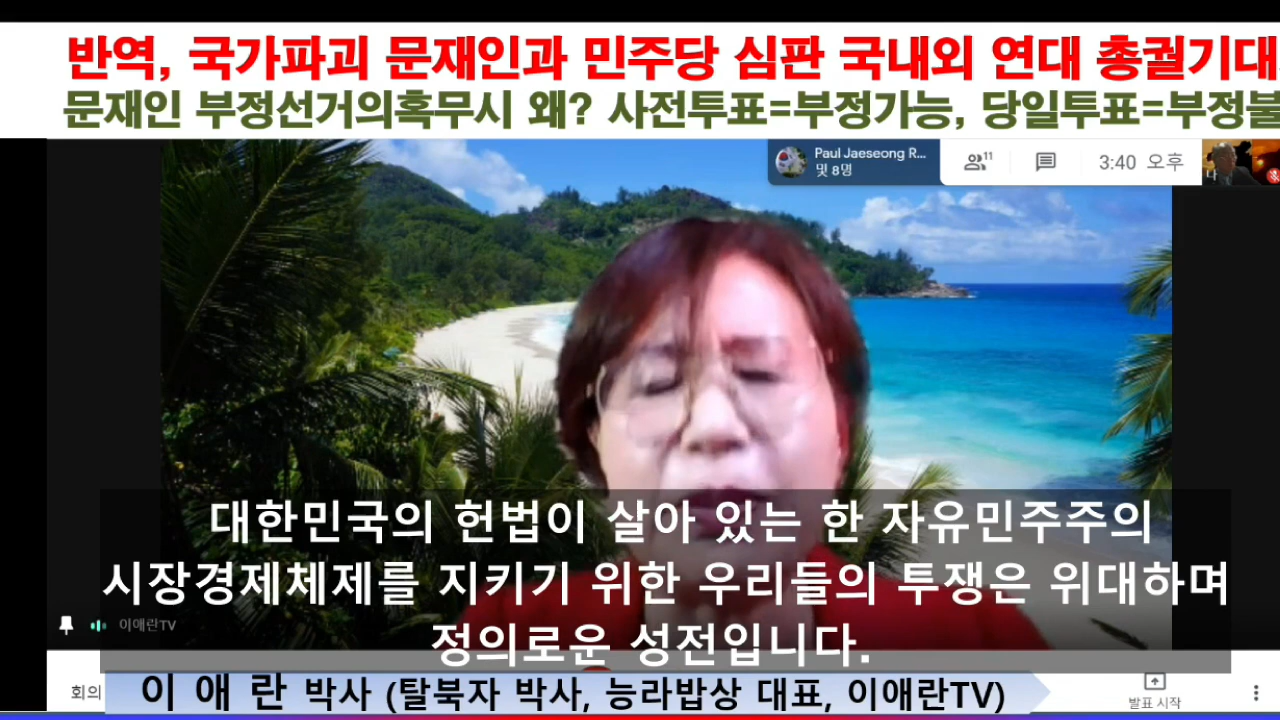 반역, 국가파괴 문재인과 민주당 심판 국내외 연대 총궐기대
문재인 부정선거의혹무시 왜? 사전투표=부정가능, 당일투표=부정불
Paul Jaeseong R...
및 8명
11
3:40 오후
나
대한민국의 헌법이 살아 있는 한 자유민주주의
시장경제체제를 지키기 위한 우리들의 투쟁은 위대하며
정의로운 성전입니다.
이애란TV
회의
이 애 란 박사 (탈북자 박사, 능라밥상 대표, 이애란TV)
발표 시작